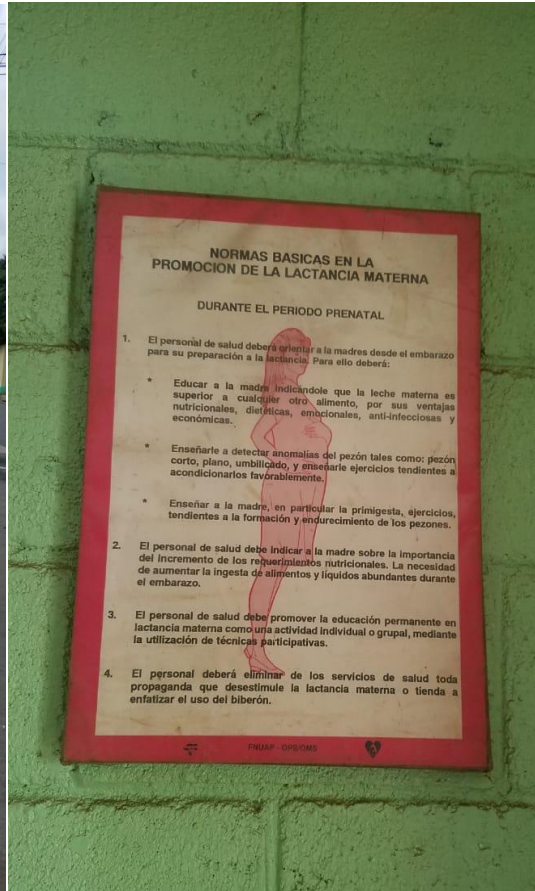 NORMAS BASICAS EN LA
PROMOCION DE LA LACTANCIA MATERNA
DURANTE EL PERIODO PRENATAL
1. El personal de salud deberá orientar a la madres desde el embarazo
para su preparación a la lactancia. Para ello deberá:
* Educar a la madre indicándole que la leche materna es
superior a cualquier otro alimento, por sus ventajas
nutricionales, dietéticas, emocionales, anti-infecciosas y
económicas.
* Enseñarle a detectar anomalías del pezón tales como: pezón
corto, plano, umbilicado, y enseñarle ejercicios tendientes a
acondicionarlos favorablemente.
* Enseñar a la madre, en particular la primigesta, ejercicios,
tendientes a la formación y endurecimiento de los pezones.
2. El personal de salud debe indicar a la madre sobre la importancia
del incremento de los requerimientos nutricionales. La necesidad
de aumentar la ingesta de alimentos y líquidos abundantes durante
el embarazo.
3. El personal de salud debe promover la educación permanente en
lactancia materna como una actividad individual o grupal, mediante
la utilización de técnicas participativas.
4. El personal deberá eliminar de los servicios de salud toda
propaganda que desestimule la lactancia materna o tienda a
enfatizar el uso del biberón.
FNUAP - OPS/OMS